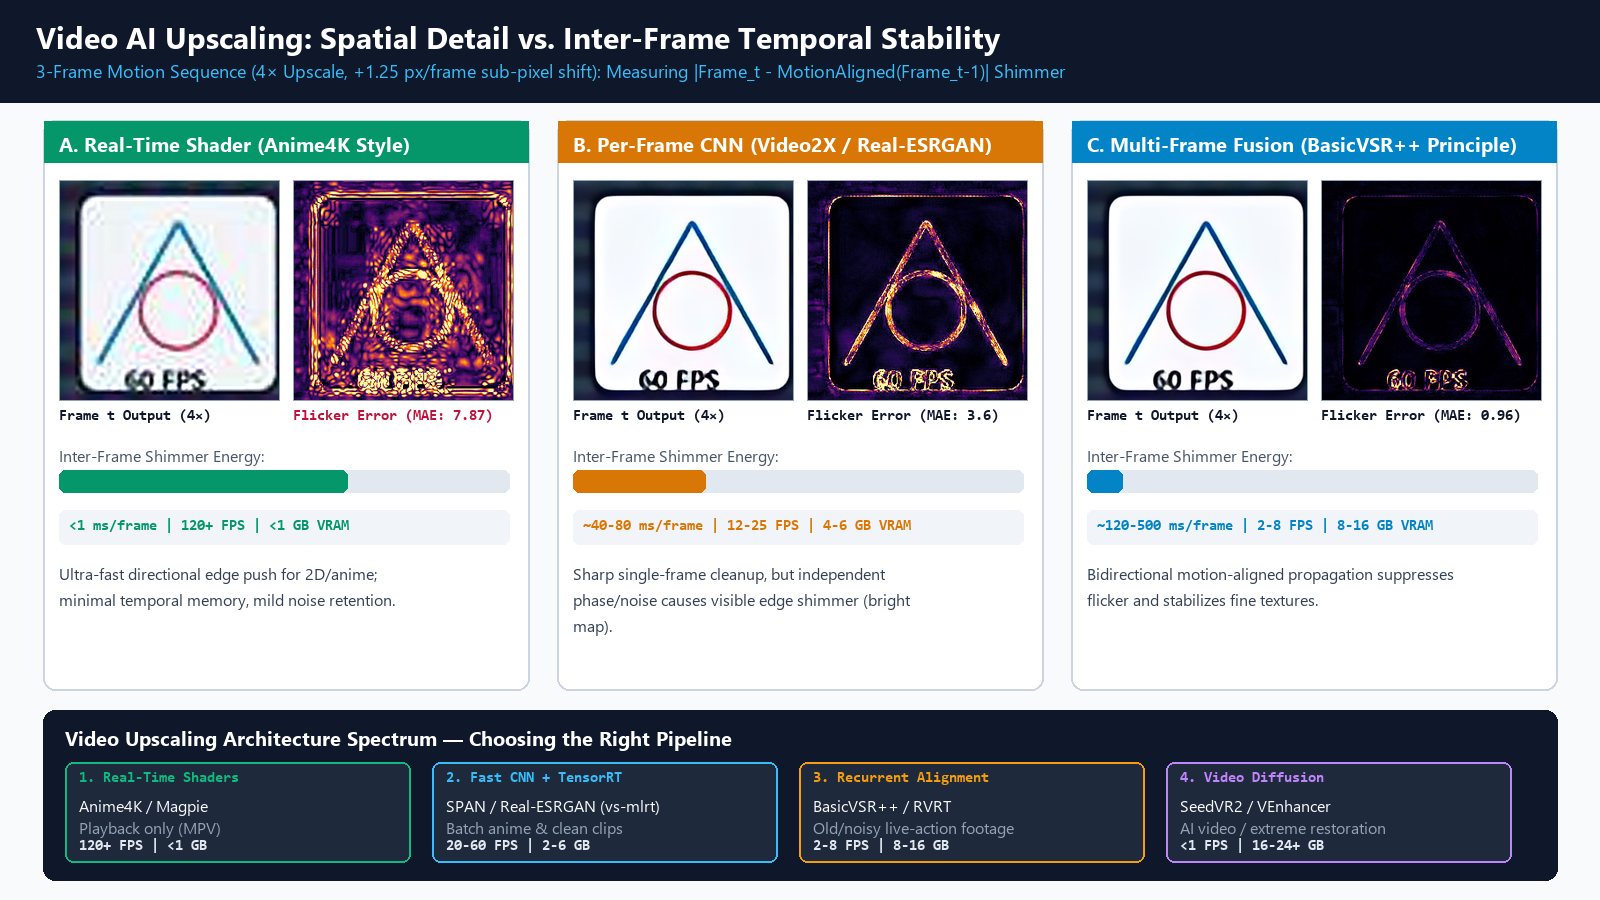 Video AI Upscaling: Spatial Detail vs. Inter-Frame Temporal Stability
3-Frame Motion Sequence (4× Upscale, +1.25 px/frame sub-pixel shift): Measuring |Frame_t - MotionAligned(Frame_t-1)| Shimmer
A. Real-Time Shader (Anime4K Style)
60 FPS
60 FPS
Frame t Output (4×)
Flicker Error (MAE: 7.87)
Inter-Frame Shimmer Energy:
<1 ms/frame | 120+ FPS | <1 GB VRAM
Ultra-fast directional edge push for 2D/anime;
minimal temporal memory, mild noise retention.
B. Per-Frame CNN (Video2X / Real-ESRGAN)
60 FPS
60 FPS
Frame t Output (4×)
Flicker Error (MAE: 3.6)
Inter-Frame Shimmer Energy:
~40-80 ms/frame | 12-25 FPS | 4-6 GB VRAM
Sharp single-frame cleanup, but independent
phase/noise causes visible edge shimmer (bright
map).
C. Multi-Frame Fusion (BasicVSR++ Principle)
60 FPS
60 FPS
Frame t Output (4×)
Flicker Error (MAE: 0.96)
Inter-Frame Shimmer Energy:
~120-500 ms/frame | 2-8 FPS | 8-16 GB VRAM
Bidirectional motion-aligned propagation suppresses
flicker and stabilizes fine textures.
Video Upscaling Architecture Spectrum — Choosing the Right Pipeline
1. Real-Time Shaders
Anime4K / Magpie
Playback only (MPV)
120+ FPS | <1 GB
2. Fast CNN + TensorRT
SPAN / Real-ESRGAN (vs-mlrt)
Batch anime & clean clips
20-60 FPS | 2-6 GB
3. Recurrent Alignment
BasicVSR++ / RVRT
Old/noisy live-action footage
2-8 FPS | 8-16 GB
4. Video Diffusion
SeedVR2 / VEnhancer
AI video / extreme restoration
<1 FPS | 16-24+ GB